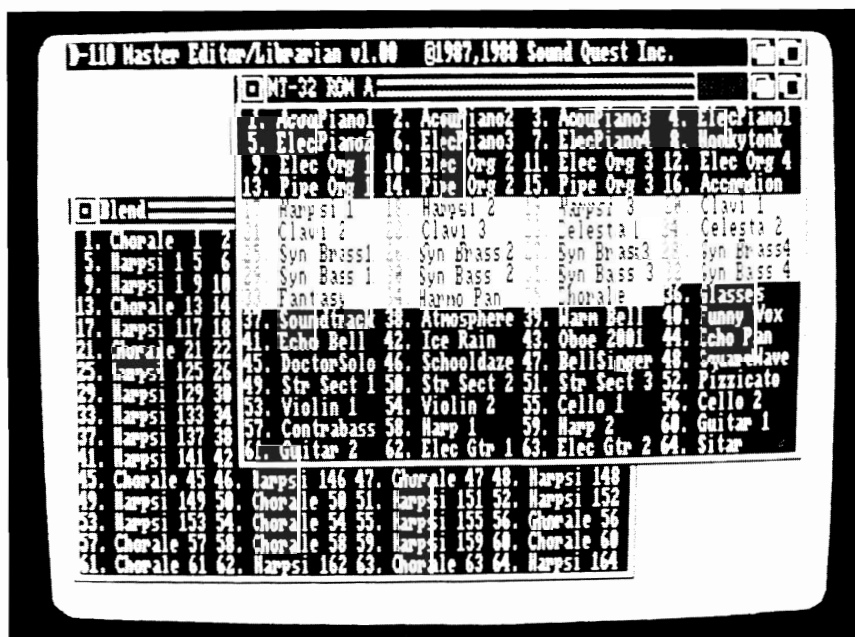 D-110 Master Editor/Librarian v1.00 @1987,1988 Sound Quest Inc.
MT-32 ROM A
1. AcouPiano1 2. AcouPiano2 3. AcouPiano3 4. ElecPiano1
5. ElecPiano2 6. ElecPiano3 7. ElecPiano4 8. Honkytonk
9. Elec Org 1 10. Elec Org 2 11. Elec Org 3 12. Elec Org 4
13. Pipe Org 1 14. Pipe Org 2 15. Pipe Org 3 16. Accordion
Harpsi 1 Harpsi 2 Harpsi 3 Clavi 1
Clavi 2 Clavi 3 Celesta 1 Celesta 2
Syn Brass1 Syn Brass2 Syn Brass3 Syn Brass4
Syn Bass 1 Syn Bass 2 Syn Bass 3 Syn Bass 4
Fantasy Harmo Pan Chorale 36. Glasses
37. Soundtrack 38. Atmosphere 39. Warm Bell 40. Funny Vox
41. Echo Bell 42. Ice Rain 43. Oboe 2001 44. Echo Pan
45. DoctorSolo 46. Schooldaze 47. BellSinger 48. SquareWave
49. Str Sect 1 50. Str Sect 2 51. Str Sect 3 52. Pizzicato
53. Violin 1 54. Violin 2 55. Cello 1 56. Cello 2
57. Contrabass 58. Harp 1 59. Harp 2 60. Guitar 1
61. Guitar 2 62. Elec Gtr 1 63. Elec Gtr 2 64. Sitar
Blend
1. Chorale 1 2
5. Harpsi 1 5 6
9. Harpsi 1 9 10
13. Chorale 13 14
17. Harpsi 117 18
21. Chorale 21 22
25. Harpsi 125 26
29. Harpsi 129 30
33. Harpsi 133 34
37. Harpsi 137 38
41. Harpsi 141 42
45. Chorale 45 46. Harpsi 146 47. Chorale 47 48. Harpsi 148
49. Harpsi 149 50. Chorale 50 51. Harpsi 151 52. Harpsi 152
53. Harpsi 153 54. Chorale 54 55. Harpsi 155 56. Chorale 56
57. Chorale 57 58. Chorale 58 59. Harpsi 159 60. Chorale 60
61. Chorale 61 62. Harpsi 162 63. Chorale 63 64. Harpsi 164